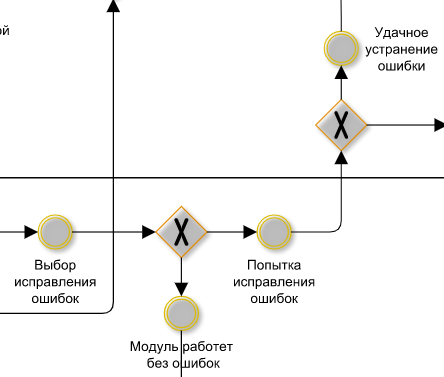 ой
Удачное
устранение
ошибки
Выбор
исправления
ошибок
Попытка
исправления
ошибок
Модуль работет
без ошибок